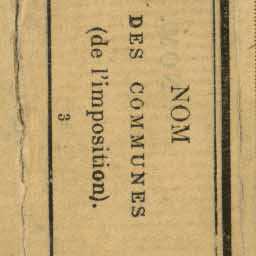 NOM
DES COMMUNES
(de l'imposition).
3